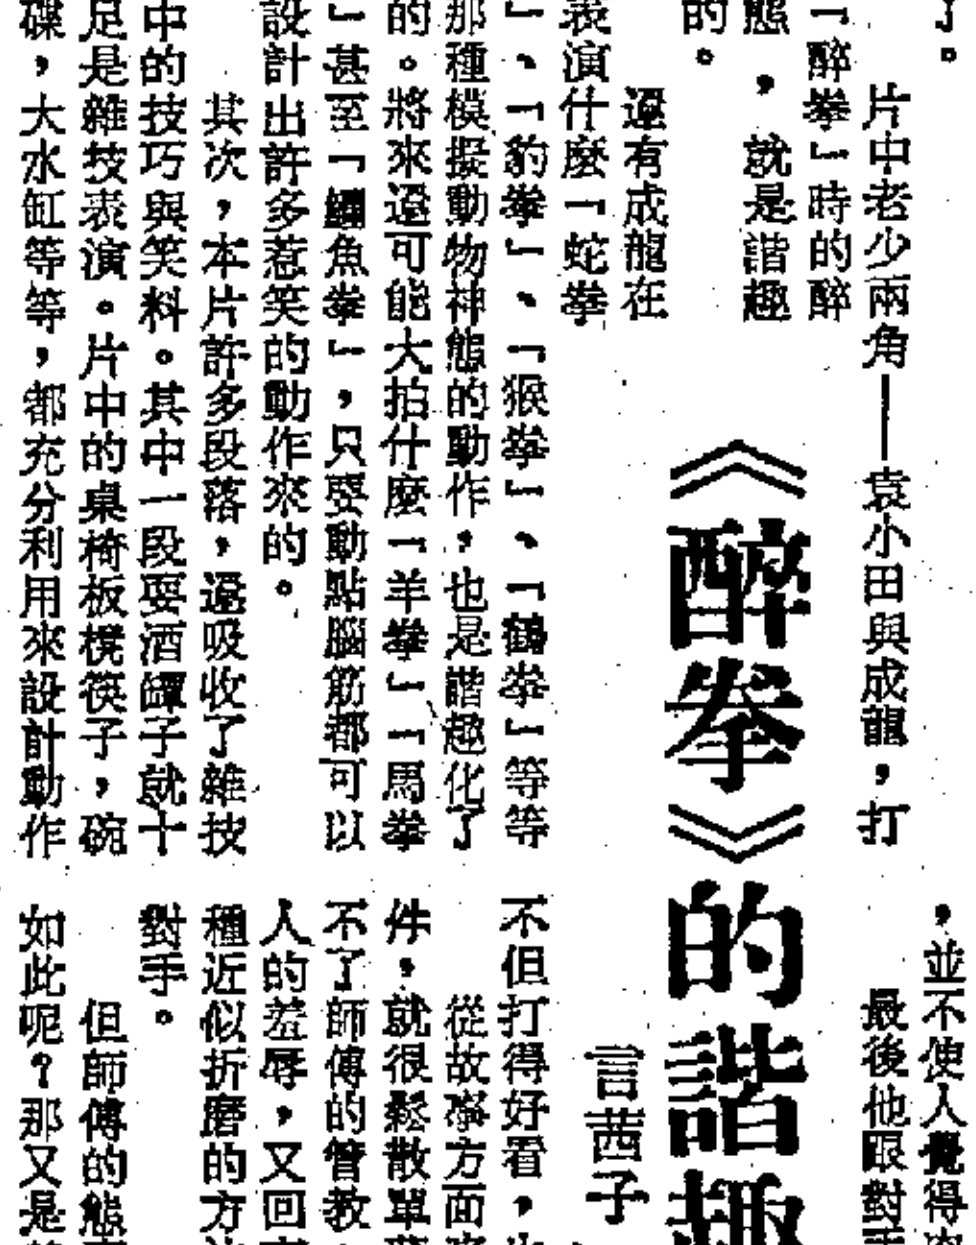 了。
片中老少兩角——袁小田與成龍，打
「醉拳」時的醉
態，就是諧趣
的。
《醉拳》的諧趣
言茜子
還有成龍在
表演什麼「蛇拳
」、「豹拳」、「猴拳」、「鶴拳」等等
那種模擬動物神態的動作，也是諧趣化了
的。將來還可能大拍什麼「羊拳」「馬拳
」甚至「鱷魚拳」，只要動點腦筋都可以
設計出許多惹笑的動作來的。
其次，本片許多段落，還吸收了雜技
中的技巧與笑料。其中一段耍酒罈子就十
足是雜技表演。片中的桌椅板櫈筷子，碗
碟，大水缸等等，都充分利用來設計動作
，並不使人覺得
最後他跟對手
不但打得好看，
從故事方面
件，就很鬆散單
不了師傅的管教
人的羞辱，又回
種近似折磨的方
對手。
但師傅的態
如此呢？那又是